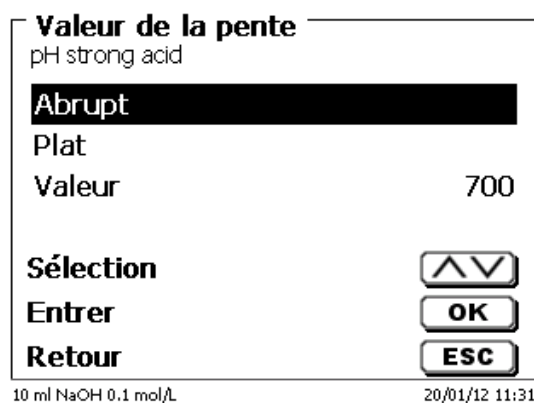 Valeur de la pente
pH strong acid
Abrupt
Plat
Valeur 700
Sélection
Entrer OK
Retour ESC
10 ml NaOH 0.1 mol/L 20/01/12 11:31